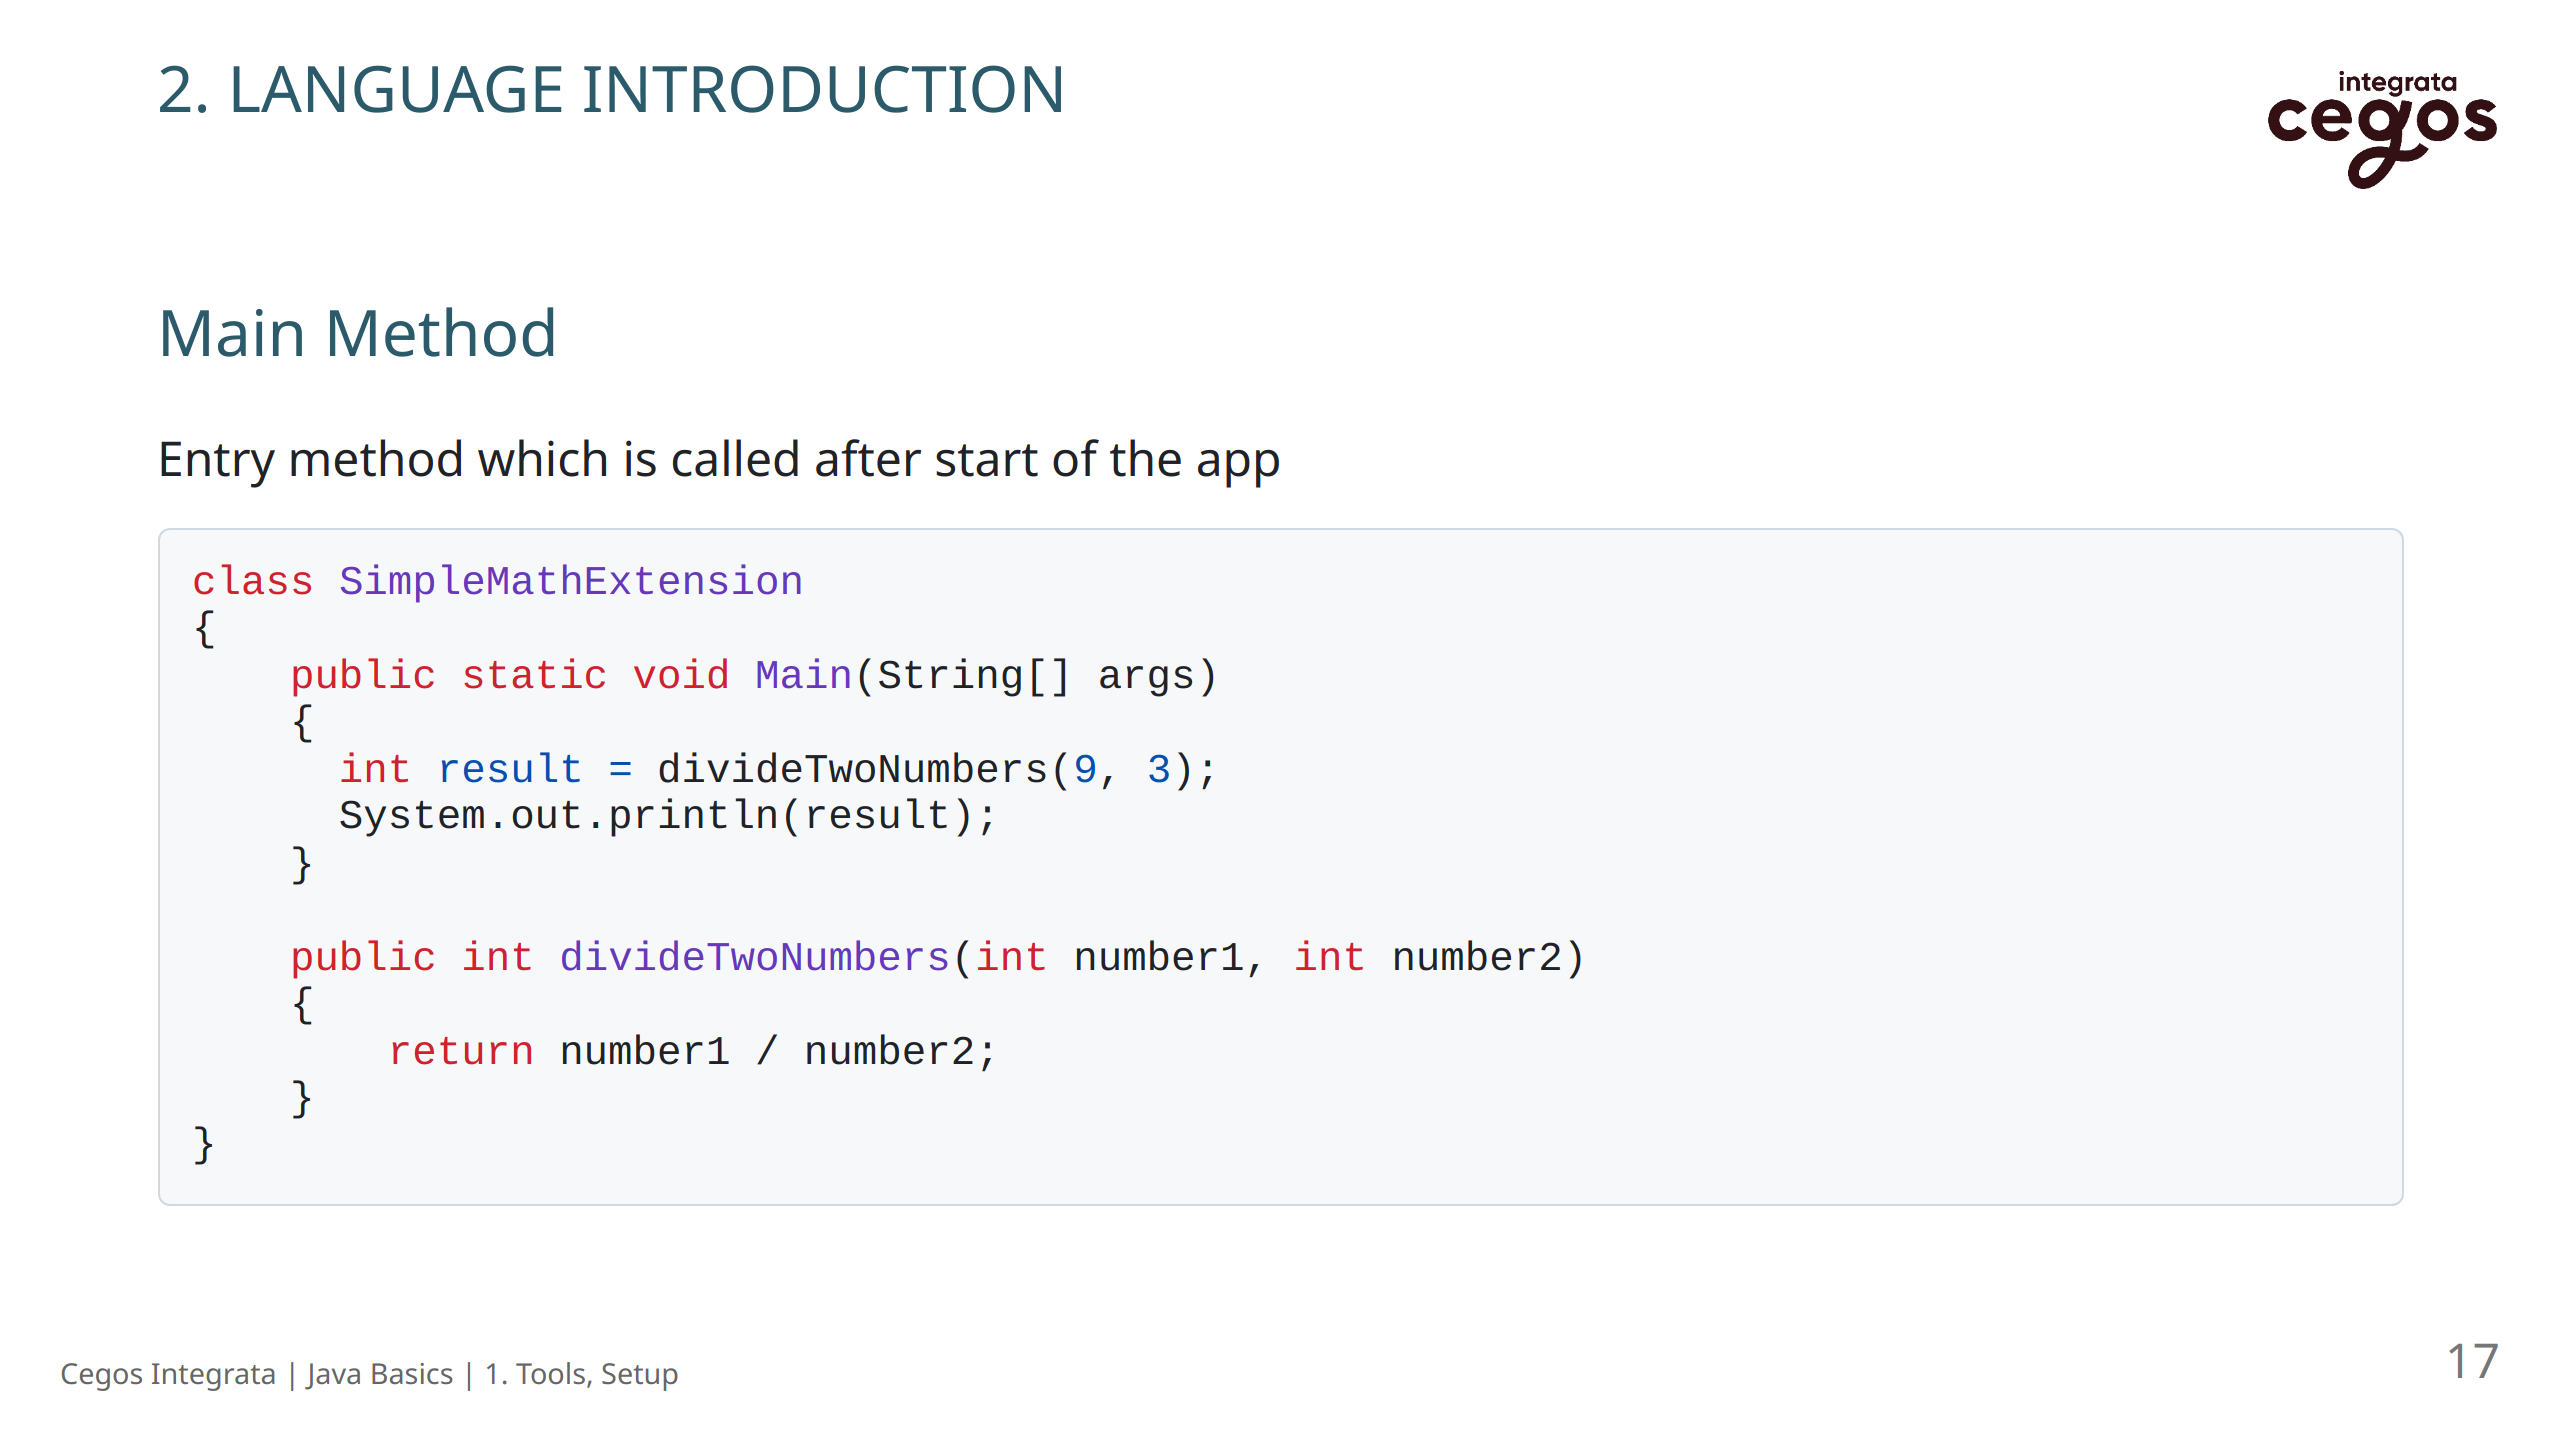 2. LANGUAGE INTRODUCTION
integrata
cegos
Main Method
Entry method which is called after start of the app
class SimpleMathExtension
{
    public static void Main(String[] args)
    {
      int result = divideTwoNumbers(9, 3);
      System.out.println(result);
    }

    public int divideTwoNumbers(int number1, int number2)
    {
        return number1 / number2;
    }
}
Cegos Integrata | Java Basics | 1. Tools, Setup
17